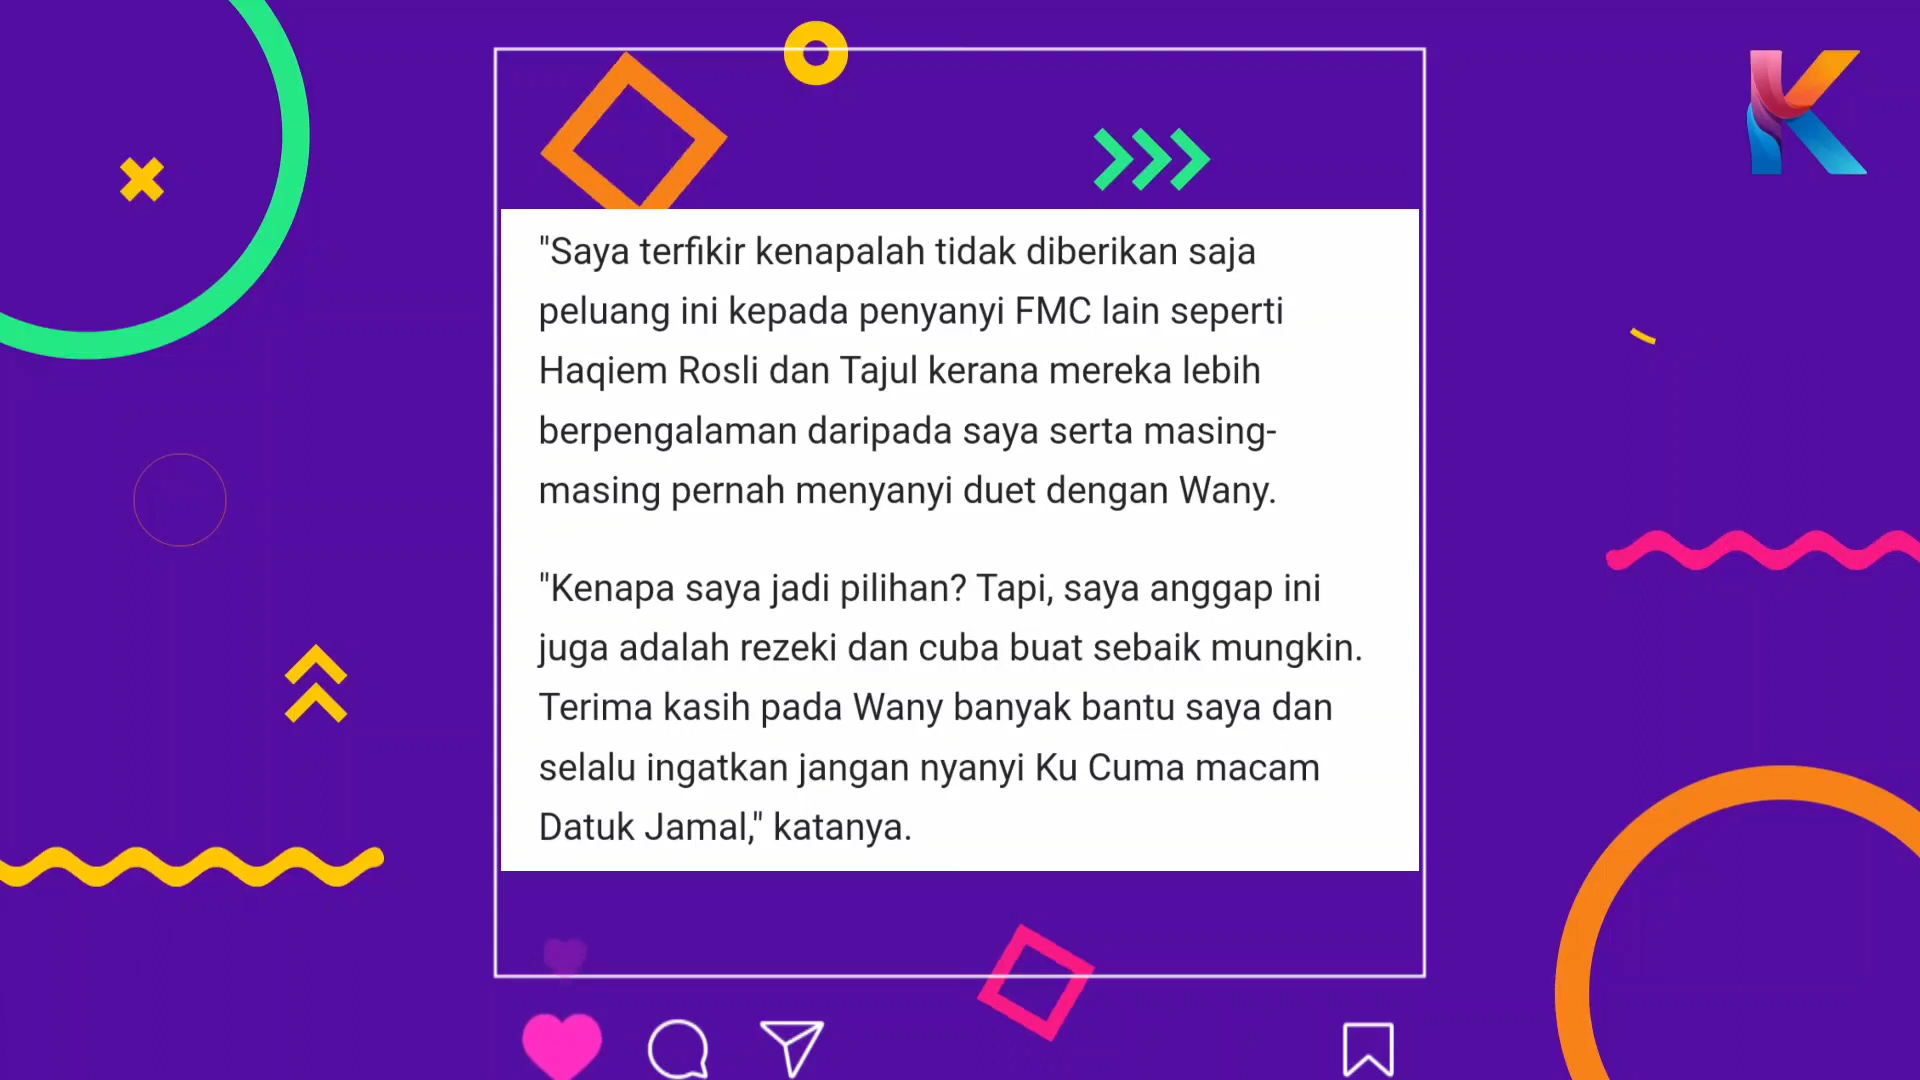 "Saya terfikir kenapalah tidak diberikan saja
peluang ini kepada penyanyi FMC lain seperti
Haqiem Rosli dan Tajul kerana mereka lebih
berpengalaman daripada saya serta masing-
masing pernah menyanyi duet dengan Wany.
"Kenapa saya jadi pilihan? Tapi, saya anggap ini
juga adalah rezeki dan cuba buat sebaik mungkin.
Terima kasih pada Wany banyak bantu saya dan
selalu ingatkan jangan nyanyi Ku Cuma macam
Datuk Jamal," katanya.
K